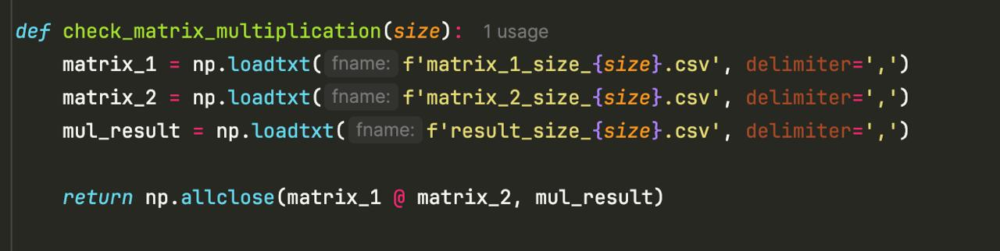 def check_matrix_multiplication(size): 1 usage
    matrix_1 = np.loadtxt( fname: f'matrix_1_size_{size}.csv', delimiter=',')
    matrix_2 = np.loadtxt( fname: f'matrix_2_size_{size}.csv', delimiter=',')
    mul_result = np.loadtxt( fname: f'result_size_{size}.csv', delimiter=',')
    return np.allclose(matrix_1 @ matrix_2, mul_result)